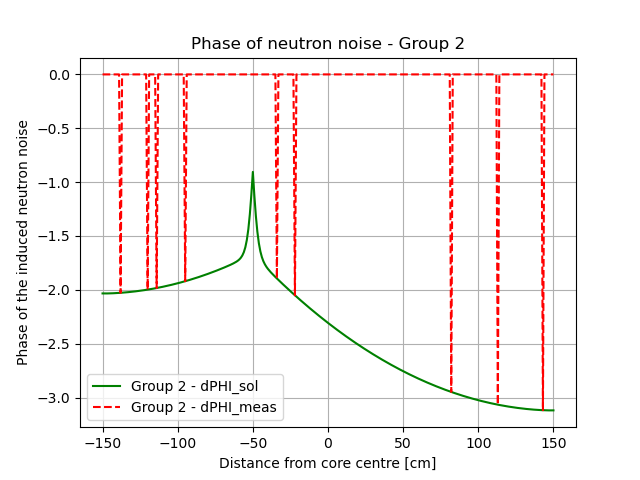 Phase of neutron noise - Group 2
Phase of the induced neutron noise
0.0
−0.5
−1.0
−1.5
−2.0
−2.5
−3.0
Group 2 - dPHI_sol
Group 2 - dPHI_meas
−150
−100
−50
0
50
100
150
Distance from core centre [cm]